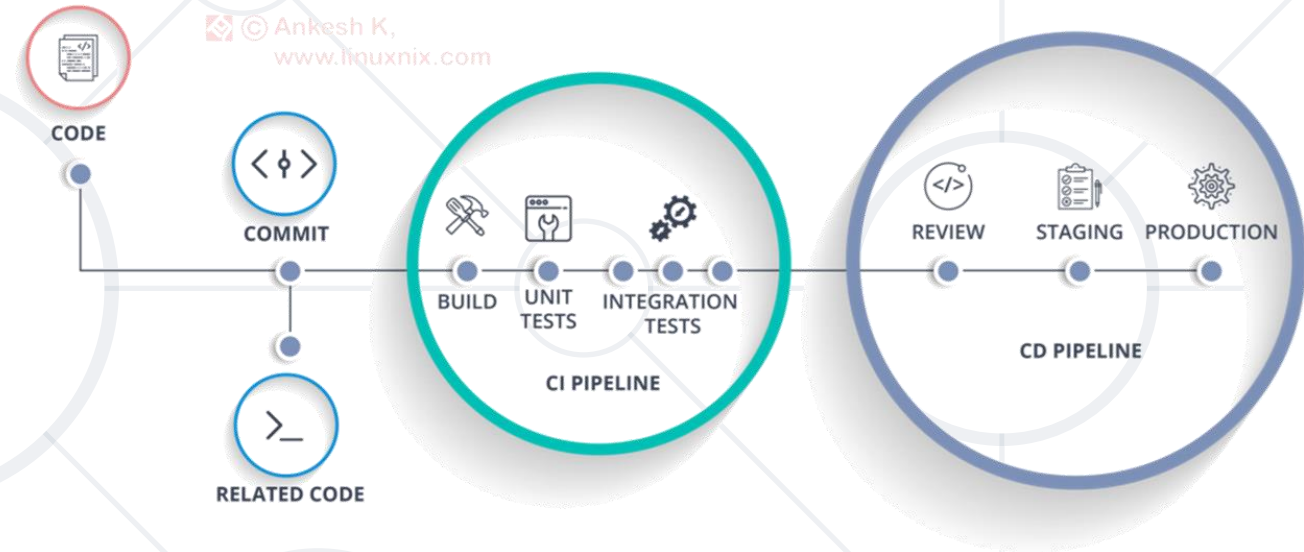 © Ankesh K,
www.linuxnix.com
CODE
COMMIT
RELATED CODE
BUILD
UNIT
TESTS
INTEGRATION
TESTS
CI PIPELINE
REVIEW
STAGING
PRODUCTION
CD PIPELINE